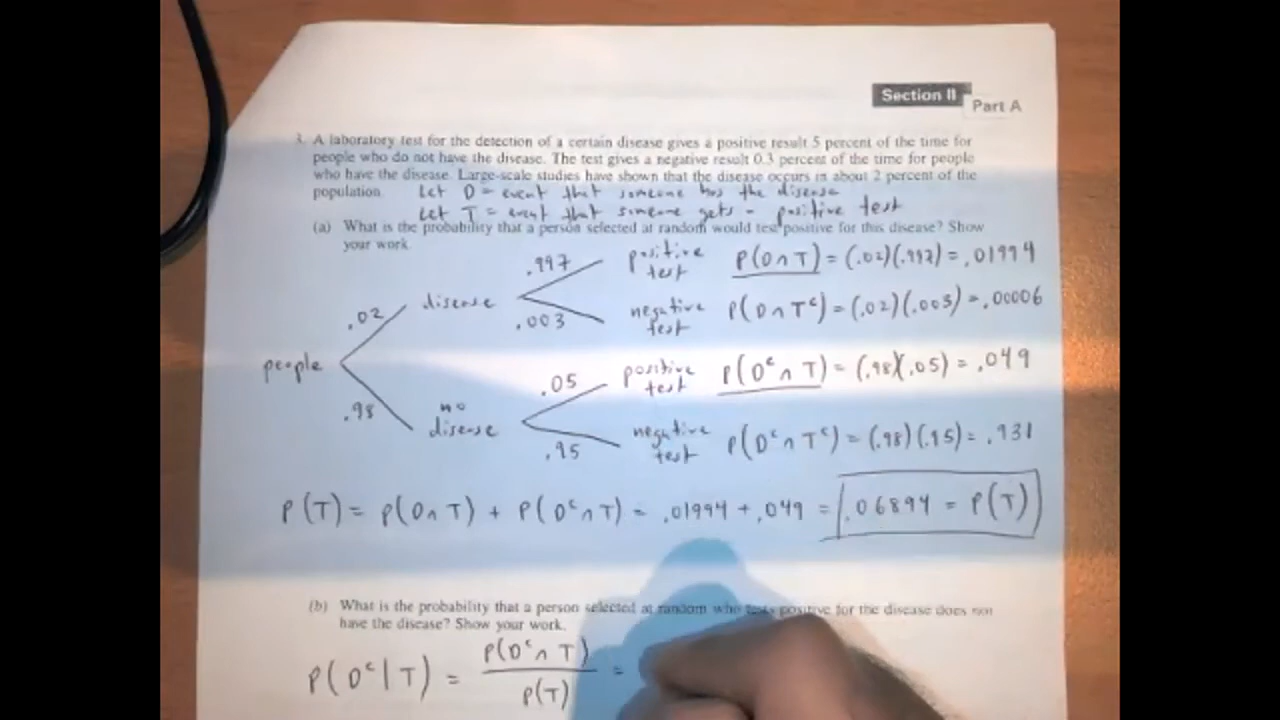 Section II
Part A
3. A laboratory test for the detection of a certain disease gives a positive result 5 percent of the time for
people who do not have the disease. The test gives a negative result 0.3 percent of the time for people
who have the disease. Large-scale studies have shown that the disease occurs in about 2 percent of the
population.
Let D = event that someone has the disease
Let T = event that someone gets a positive test
(a) What is the probability that a person selected at random would test positive for this disease? Show
your work.
.997 positive test P(D∩T) = (.02)(.997) = .01994
.02 disease
.003 negative test P(D∩Tᶜ) = (.02)(.003) = .00006
people
.05 positive test P(Dᶜ∩T) = (.98)(.05) = .049
.98 no disease
.95 negative test P(Dᶜ∩Tᶜ) = (.98)(.95) = .931
P(T) = P(D∩T) + P(Dᶜ∩T) = .01994 + .049 = .06894 = P(T)
(b) What is the probability that a person selected at random who tests positive for the disease does not
have the disease? Show your work.
P(Dᶜ|T) = P(Dᶜ∩T) =
P(T)